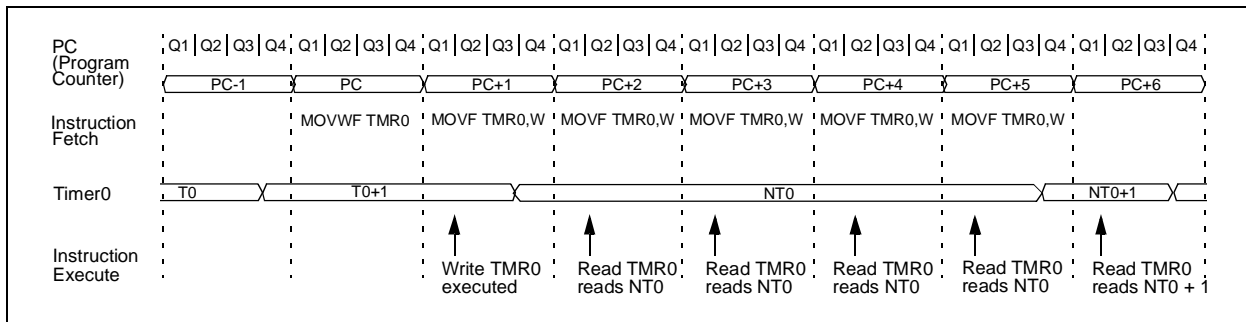 PC
(Program
Counter)
Q1 Q2 Q3 Q4 Q1 Q2 Q3 Q4 Q1 Q2 Q3 Q4 Q1 Q2 Q3 Q4 Q1 Q2 Q3 Q4 Q1 Q2 Q3 Q4 Q1 Q2 Q3 Q4 Q1 Q2 Q3 Q4
PC-1 PC PC+1 PC+2 PC+3 PC+4 PC+5 PC+6
Instruction
Fetch
MOVWF TMR0 MOVF TMR0,W MOVF TMR0,W MOVF TMR0,W MOVF TMR0,W MOVF TMR0,W
Timer0
T0 T0+1 NT0 NT0+1
Instruction
Execute
Write TMR0
executed
Read TMR0
reads NT0
Read TMR0
reads NT0
Read TMR0
reads NT0
Read TMR0
reads NT0
Read TMR0
reads NT0 + 1